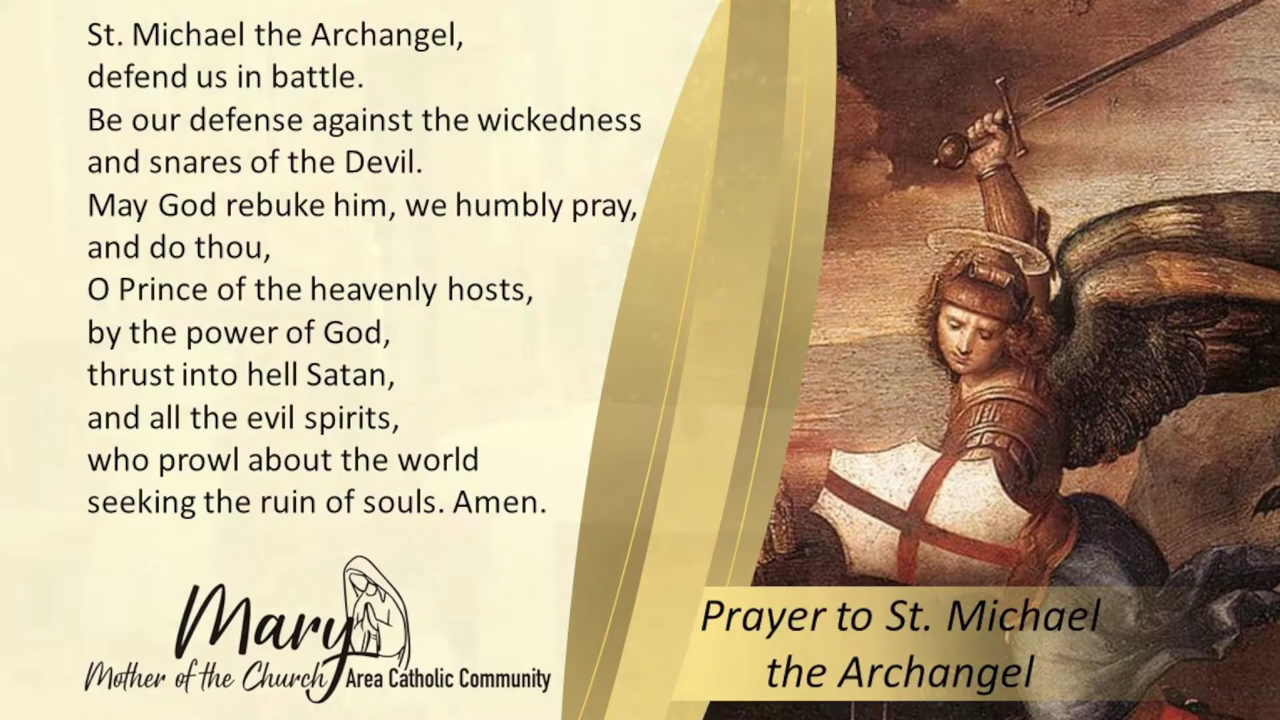 St. Michael the Archangel,
defend us in battle.
Be our defense against the wickedness
and snares of the Devil.
May God rebuke him, we humbly pray,
and do thou,
O Prince of the heavenly hosts,
by the power of God,
thrust into hell Satan,
and all the evil spirits,
who prowl about the world
seeking the ruin of souls. Amen.
Mary
Mother of the Church Area Catholic Community
Prayer to St. Michael
the Archangel